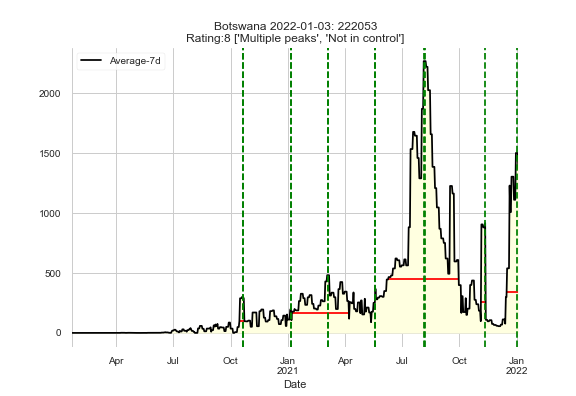 Botswana 2022-01-03: 222053
Rating:8 ['Multiple peaks', 'Not in control']
Average-7d
2000
1500
1000
500
0
Apr
Jul
Oct
Jan
2021
Apr
Jul
Oct
Jan
2022
Date